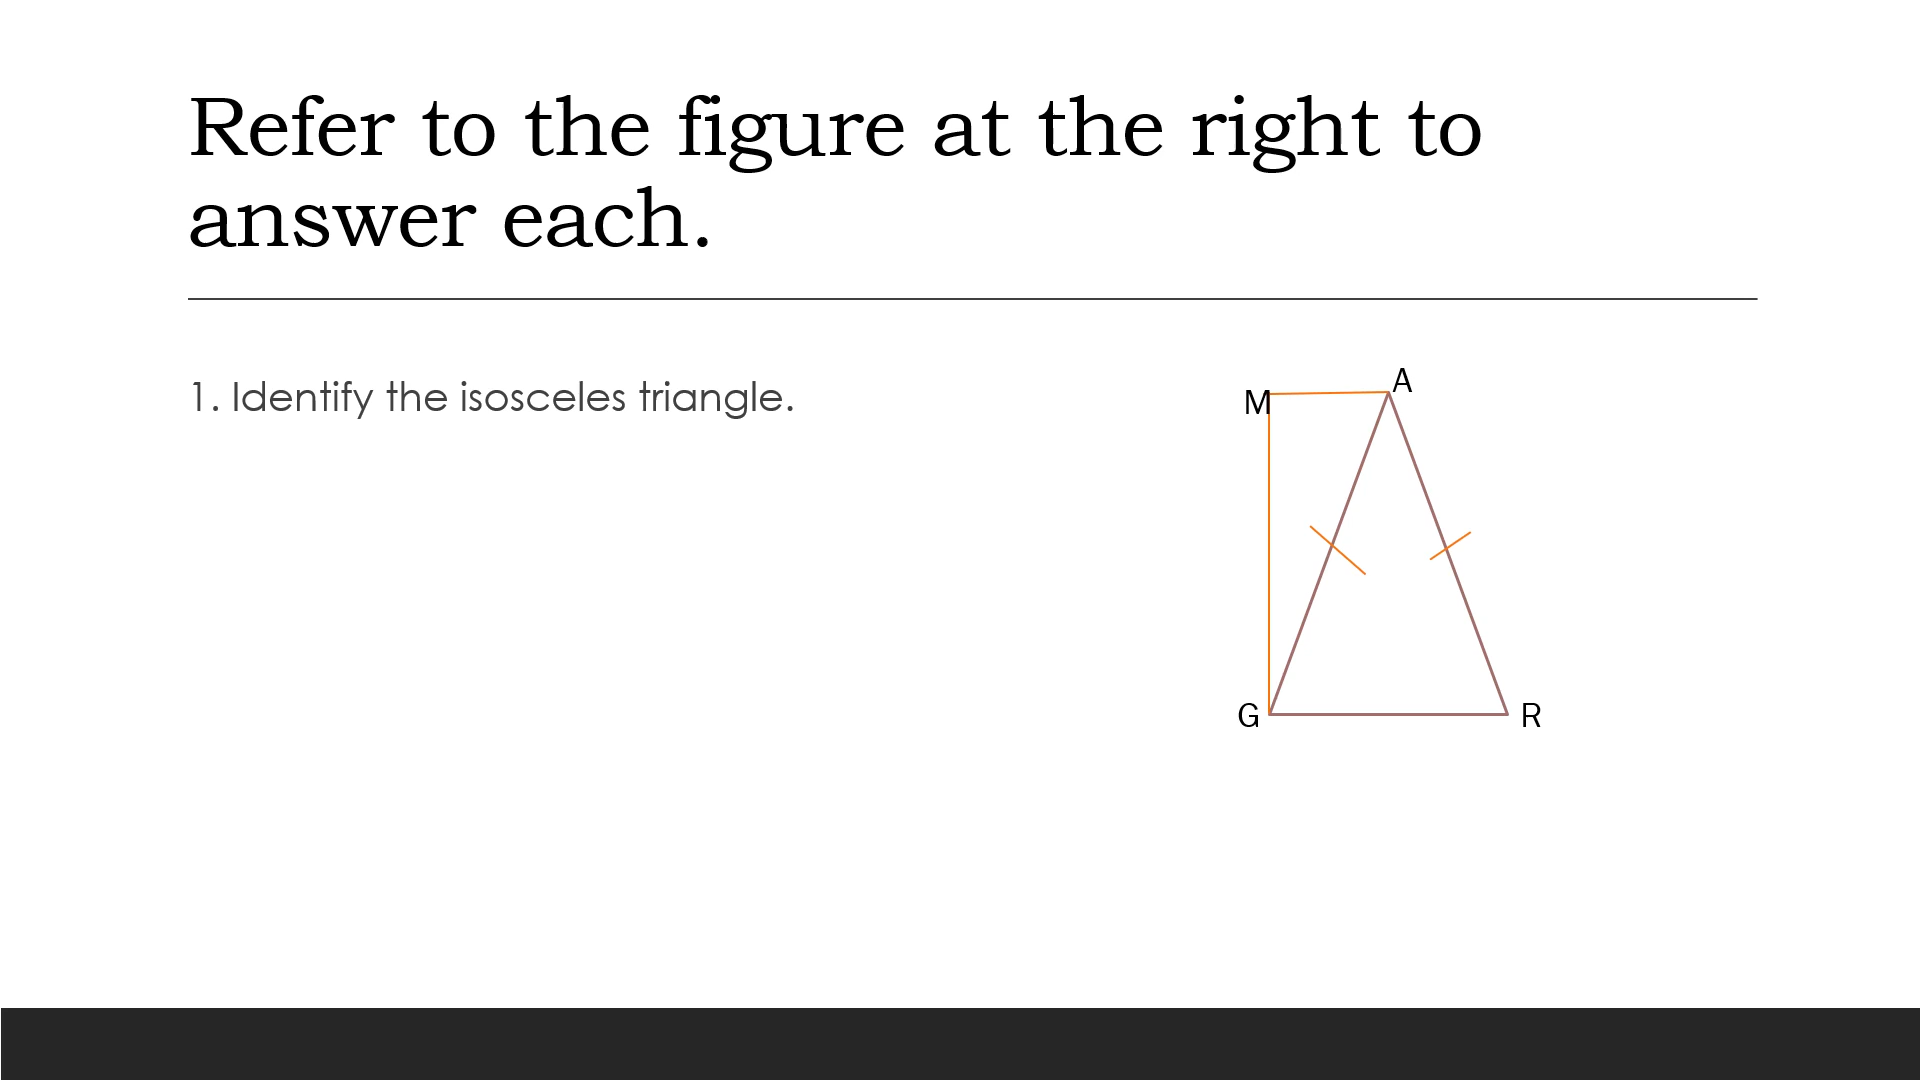 Refer to the figure at the right to
answer each.
1. Identify the isosceles triangle.
A
M
G
R